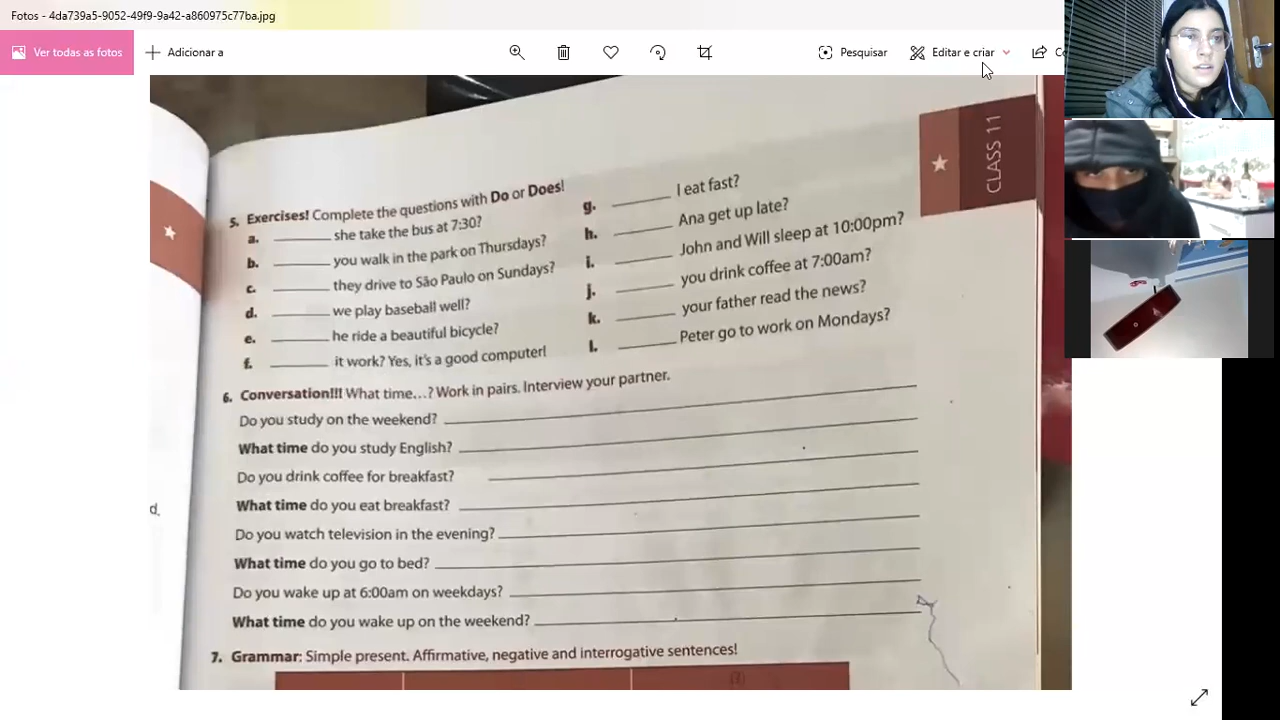 Fotos - 4da739a5-9052-49f9-9a42-a860975c77ba.jpg
Ver todas as fotos
Adicionar a
Pesquisar
Editar e criar
CLASS 11
5. Exercises! Complete the questions with Do or Does!
a. ________ she take the bus at 7:30?
b. ________ you walk in the park on Thursdays?
c. ________ they drive to São Paulo on Sundays?
d. ________ we play baseball well?
e. ________ he ride a beautiful bicycle?
f. ________ it work? Yes, it's a good computer!
g. ________ I eat fast?
h. ________ Ana get up late?
i. ________ John and Will sleep at 10:00pm?
j. ________ you drink coffee at 7:00am?
k. ________ your father read the news?
l. ________ Peter go to work on Mondays?
6. Conversation!!! What time...? Work in pairs. Interview your partner.
Do you study on the weekend?
What time do you study English?
Do you drink coffee for breakfast?
What time do you eat breakfast?
Do you watch television in the evening?
What time do you go to bed?
Do you wake up at 6:00am on weekdays?
What time do you wake up on the weekend?
7. Grammar: Simple present. Affirmative, negative and interrogative sentences!
d,